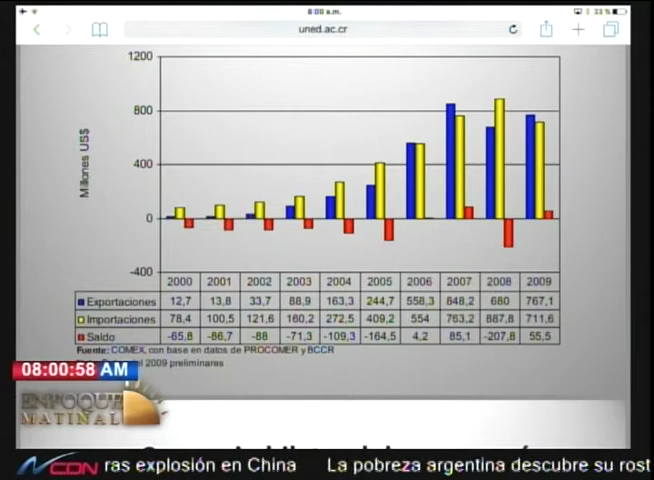 8:00 a.m.
33 %
uned.ac.cr
1200
800
400
0
-400
Millones US$
2000 2001 2002 2003 2004 2005 2006 2007 2008 2009
Exportaciones 12,7 13,8 33,7 88,9 163,3 244,7 558,3 848,2 680 767,1
Importaciones 78,4 100,5 121,6 160,2 272,5 409,2 554 763,2 887,8 711,6
Saldo -65,8 -86,7 -88 -71,3 -109,3 -164,5 4,2 85,1 -207,8 55,5
Fuente: COMEX, con base en datos de PROCOMER y BCCR
2009 preliminares
08:00:58 AM
ENFOQUE
MATINAL
NCDN ras explosión en China La pobreza argentina descubre su rost